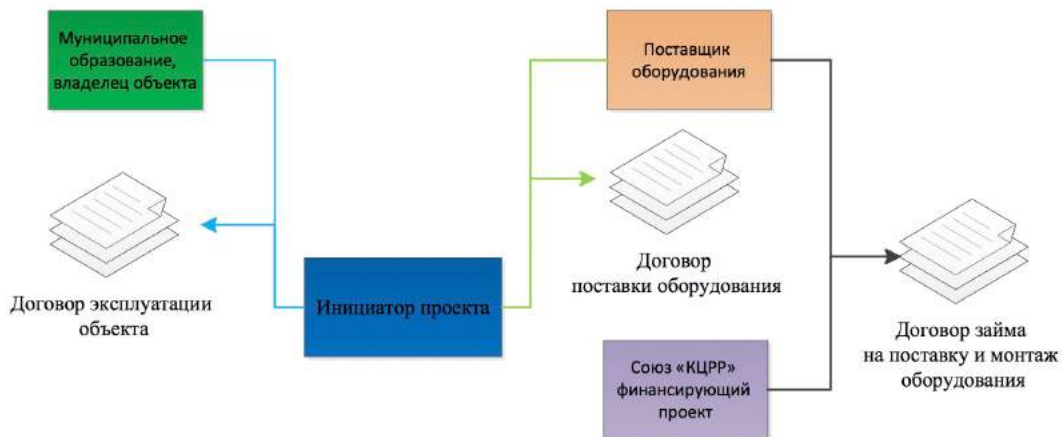 Муниципальное
образование,
владелец объекта
Поставщик
оборудования
Договор эксплуатации
объекта
Инициатор проекта
Договор
поставки оборудования
Союз «КЦРР»
финансирующий
проект
Договор займа
на поставку и монтаж
оборудования